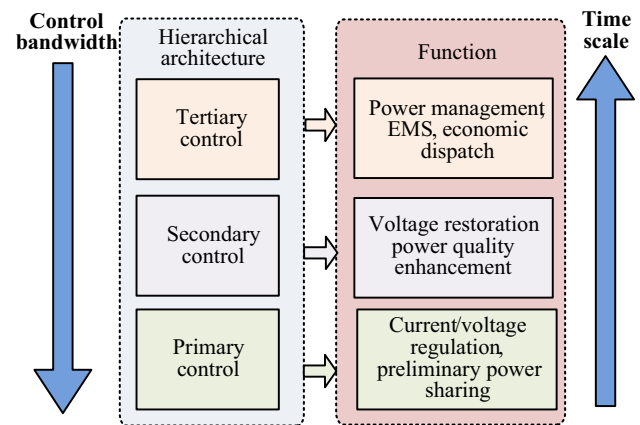 Control
bandwidth
Hierarchical
architecture
Function
Time
scale
Tertiary
control
Power management,
EMS, economic
dispatch
Secondary
control
Voltage restoration
power quality
enhancement
Primary
control
Current/voltage
regulation,
preliminary power
sharing